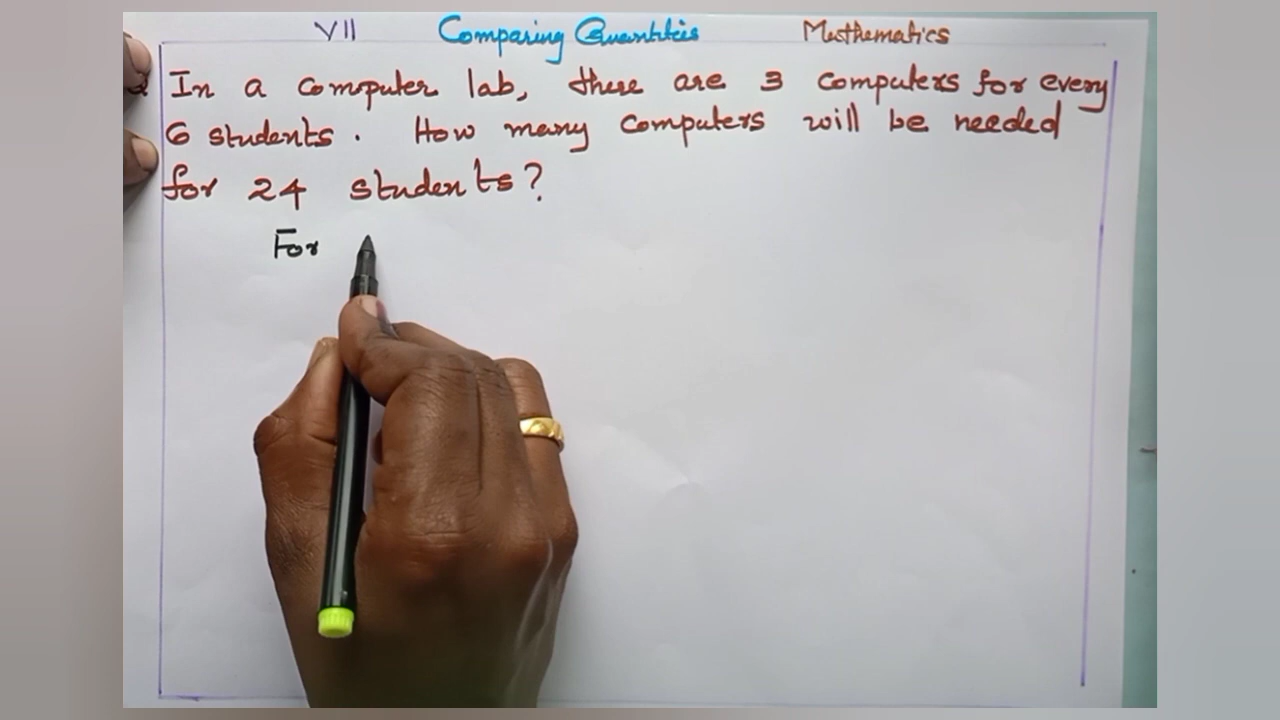 VII Comparing Quantities Mathematics
In a computer lab, there are 3 computers for every
6 students. How many computers will be needed
for 24 students?
For